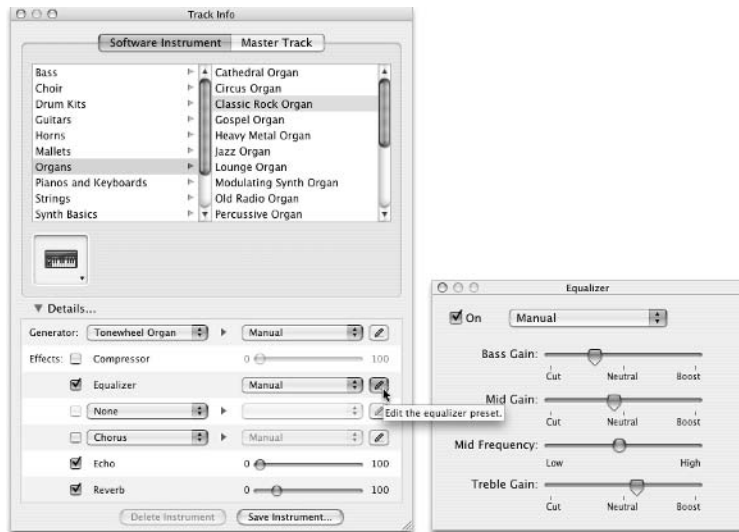 Track Info
Software Instrument Master Track
Bass Cathedral Organ
Choir Circus Organ
Drum Kits Classic Rock Organ
Guitars Gospel Organ
Horns Heavy Metal Organ
Mallets Jazz Organ
Organs Lounge Organ
Pianos and Keyboards Modulating Synth Organ
Strings Old Radio Organ
Synth Basics Percussive Organ
Details...
Generator: Tonewheel Organ Manual
Effects: Compressor 0 100
Equalizer Manual
Edit the equalizer preset.
None
Chorus Manual
Echo 0 100
Reverb 0 100
Delete Instrument Save Instrument...
Equalizer
On Manual
Bass Gain:
Cut Neutral Boost
Mid Gain:
Cut Neutral Boost
Mid Frequency:
Low High
Treble Gain:
Cut Neutral Boost